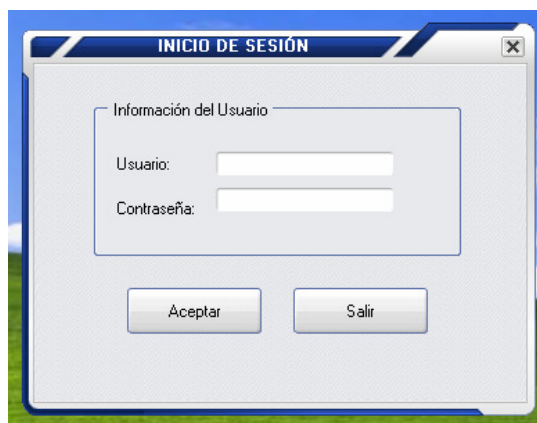 INICIO DE SESIÓN
Información del Usuario
Usuario:
Contraseña:
Aceptar
Salir